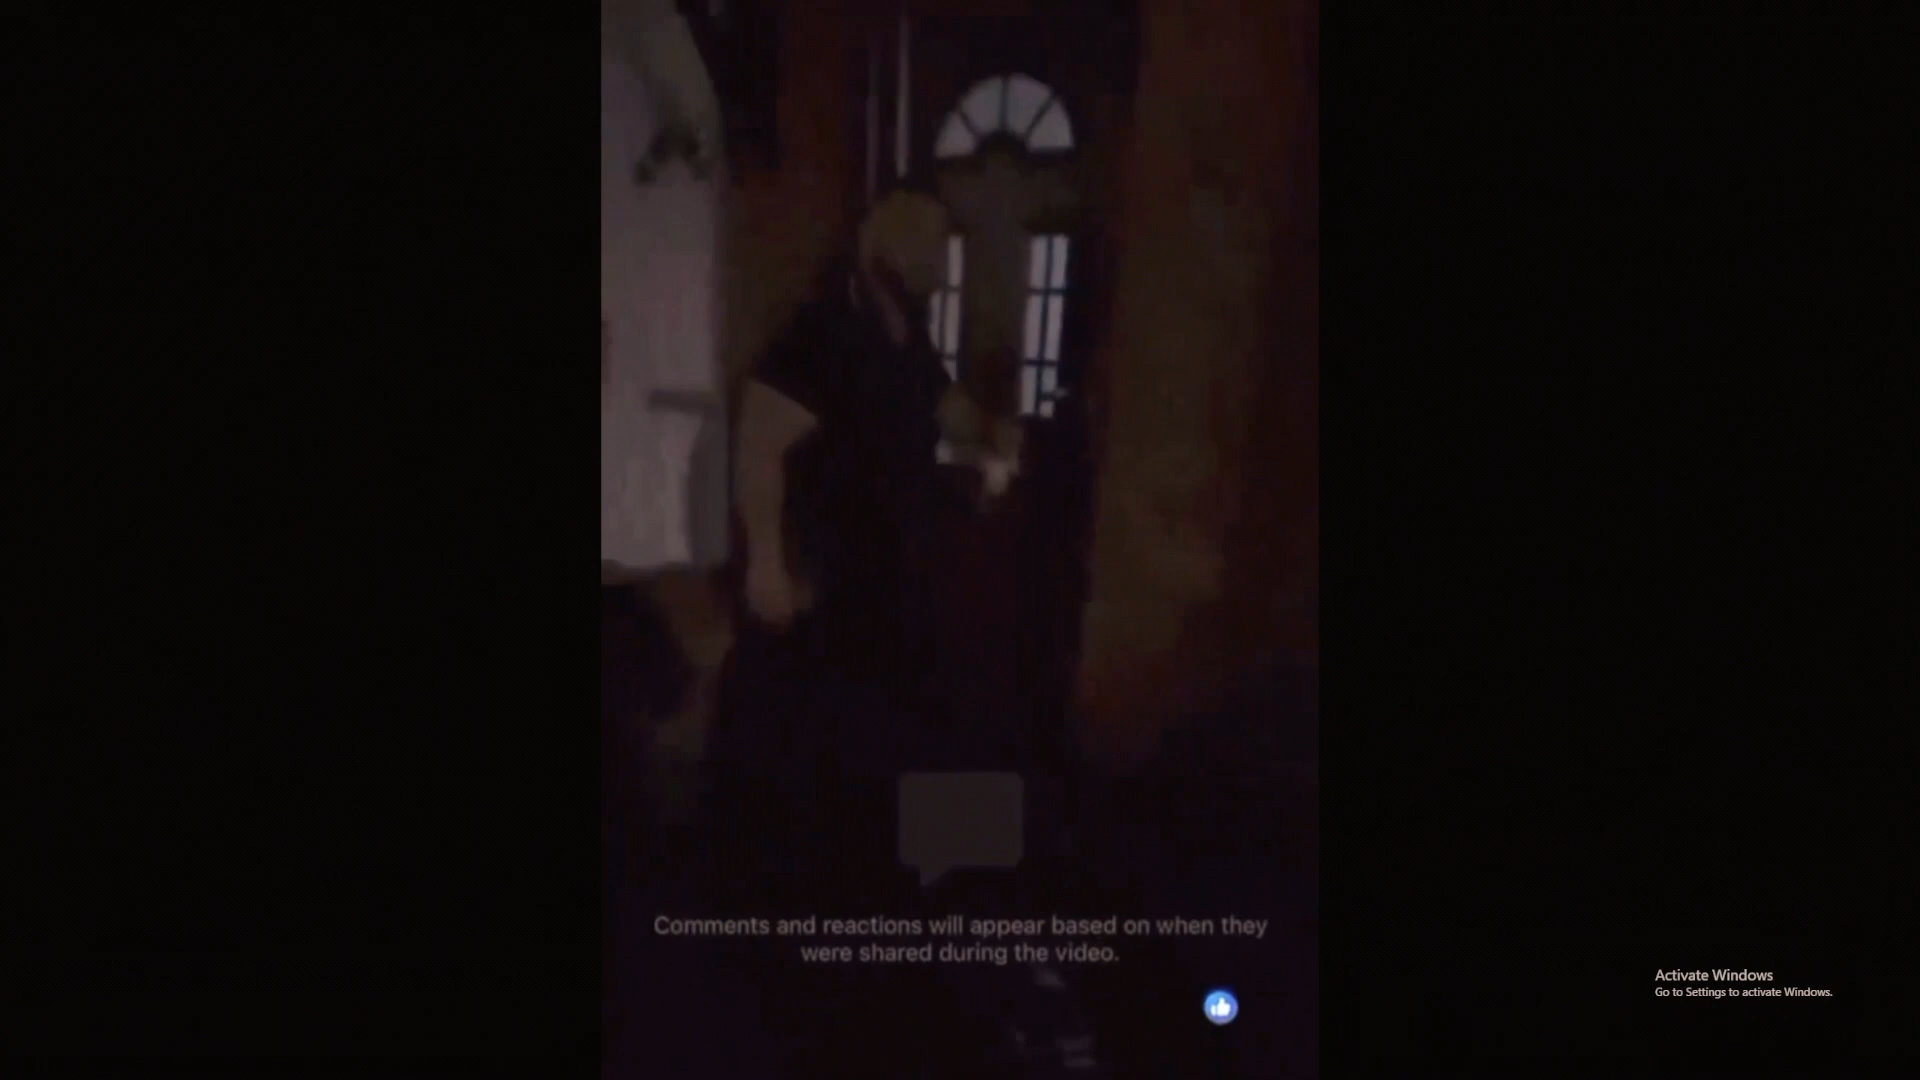 Comments and reactions will appear based on when they
were shared during the video.
Activate Windows
Go to Settings to activate Windows.